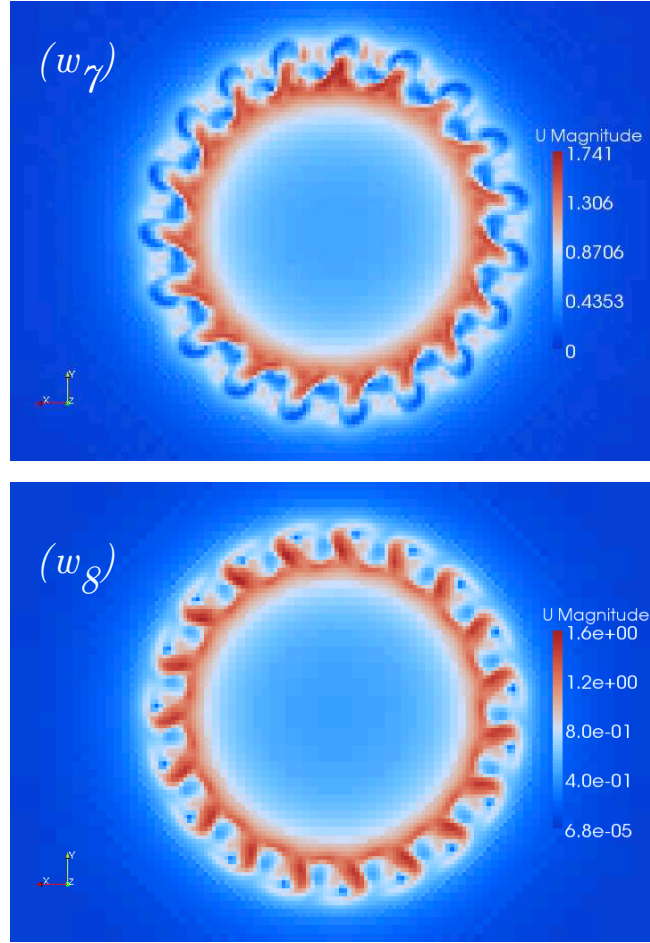 (w7)
U Magnitude
1.741
1.306
0.8706
0.4353
0
Y
X
Z
(w8)
U Magnitude
1.6e+00
1.2e+00
8.0e-01
4.0e-01
6.8e-05
Y
X
Z